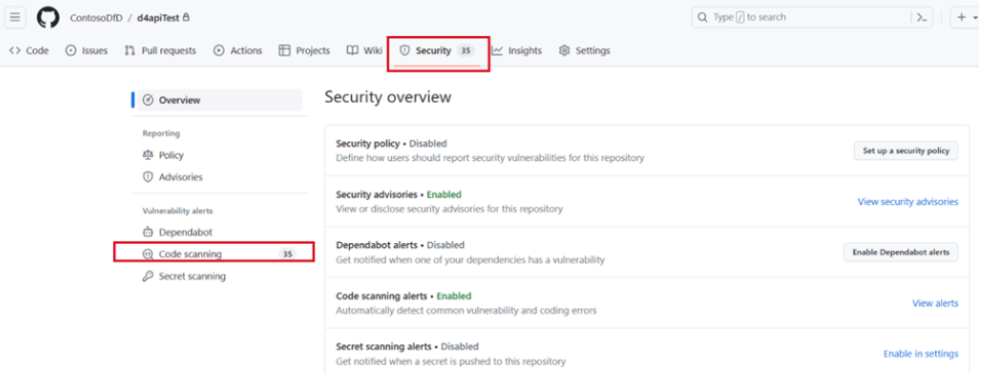 ContosoDfD / d4apiTest
Type / to search
Code Issues Pull requests Actions Projects Wiki Security 35 Insights Settings
Overview
Reporting
Policy
Advisories
Vulnerability alerts
Dependabot
Code scanning 35
Secret scanning
Security overview
Security policy • Disabled
Define how users should report security vulnerabilities for this repository
Set up a security policy
Security advisories • Enabled
View or disclose security advisories for this repository
View security advisories
Dependabot alerts • Disabled
Get notified when one of your dependencies has a vulnerability
Enable Dependabot alerts
Code scanning alerts • Enabled
Automatically detect common vulnerability and coding errors
View alerts
Secret scanning alerts • Disabled
Get notified when a secret is pushed to this repository
Enable in settings